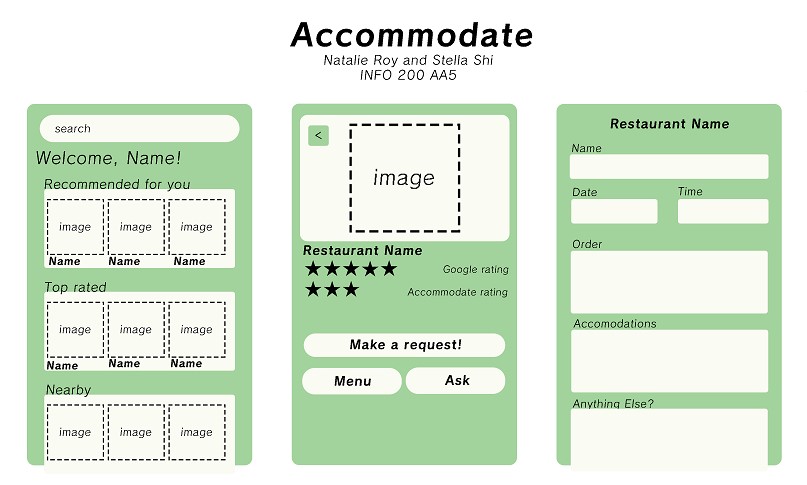 Accommodate
Natalie Roy and Stella Shi
INFO 200 AA5
search
Welcome, Name!
Recommended for you
image image image
Name Name Name
Top rated
image image image
Name Name Name
Nearby
image image image
<
image
Restaurant Name
★★★★★ Google rating
★★★ Accommodate rating
Make a request!
Menu Ask
Restaurant Name
Name
Date Time
Order
Accomodations
Anything Else?